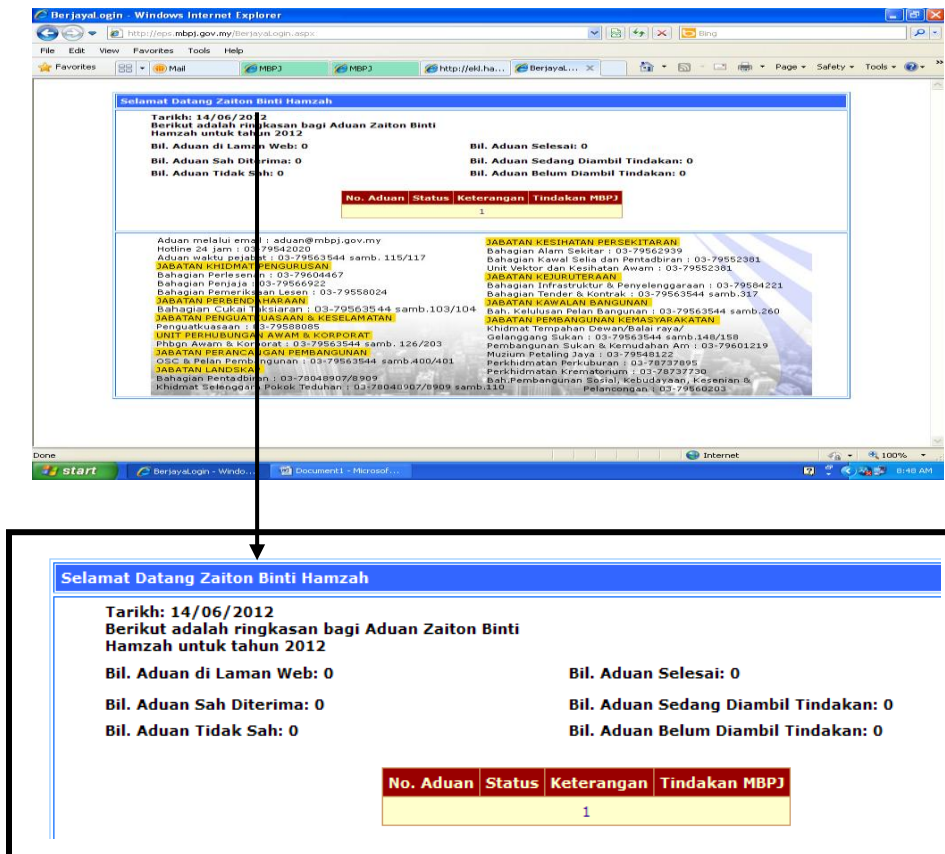 BerjayaLogin - Windows Internet Explorer
http://eps.mbpj.gov.my/BerjayaLogin.aspx
Bing
File Edit View Favorites Tools Help
Favorites Mail MBPJ MBPJ http://ekl.ha... BerjayaL... Page Safety Tools
Selamat Datang Zaiton Binti Hamzah
Tarikh: 14/06/2012
Berikut adalah ringkasan bagi Aduan Zaiton Binti
Hamzah untuk tahun 2012
Bil. Aduan di Laman Web: 0 Bil. Aduan Selesai: 0
Bil. Aduan Sah Diterima: 0 Bil. Aduan Sedang Diambil Tindakan: 0
Bil. Aduan Tidak Sah: 0 Bil. Aduan Belum Diambil Tindakan: 0
No. Aduan Status Keterangan Tindakan MBPJ
1
Aduan melalui email : aduan@mbpj.gov.my
Hotline 24 jam : 03-79542020
Aduan waktu pejabat : 03-79563544 samb. 115/117
JABATAN KHIDMAT PENGURUSAN
Bahagian Perlesenan : 03-79604467
Bahagian Penjaja : 03-79566922
Bahagian Pemeriksaan Lesen : 03-79558024
JABATAN PERBENDAHARAAN
Bahagian Cukai Taksiaran : 03-79563544 samb.103/104
JABATAN PENGUATKUASAAN & KESELAMATAN
Penguatkuasaan : 03-79588085
UNIT PERHUBUNGAN AWAM & KORPORAT
Phbgn Awam & Korporat : 03-79563544 samb. 126/203
JABATAN PERANCANGAN PEMBANGUNAN
OSC & Pelan Pembangunan : 03-79563544 samb.400/401
JABATAN LANDSKAP
Bahagian Pentadbiran : 03-78048907/8909
Khidmat Selenggara Pokok Teduhan : 03-78048907/8909 samb.110
JABATAN KESIHATAN PERSEKITARAN
Bahagian Alam Sekitar : 03-79562939
Bahagian Kawal Selia dan Pentadbiran : 03-79552381
Unit Vektor dan Kesihatan Awam : 03-79552381
JABATAN KEJURUTERAAN
Bahagian Infrastruktur & Penyelenggaraan : 03-79584221
Bahagian Tender & Kontrak : 03-79563544 samb.317
JABATAN KAWALAN BANGUNAN
Bah. Kelulusan Pelan Bangunan : 03-79563544 samb.260
JABATAN PEMBANGUNAN KEMASYARAKATAN
Khidmat Tempahan Dewan/Balai raya/
Gelanggang Sukan : 03-79563544 samb.148/158
Pembangunan Sukan & Kemudahan Am : 03-79601219
Muzium Petaling Jaya : 03-79548122
Perkhidmatan Perkuburan : 03-78737895
Perkhidmatan Krematorium : 03-78737730
Bah.Pembangunan Sosial, Kebudayaan, Kesenian &
Pelancongan : 03-79560203
Done Internet 100%
start BerjayaLogin - Windo... Document1 - Microsof... 8:48 AM
Selamat Datang Zaiton Binti Hamzah
Tarikh: 14/06/2012
Berikut adalah ringkasan bagi Aduan Zaiton Binti
Hamzah untuk tahun 2012
Bil. Aduan di Laman Web: 0 Bil. Aduan Selesai: 0
Bil. Aduan Sah Diterima: 0 Bil. Aduan Sedang Diambil Tindakan: 0
Bil. Aduan Tidak Sah: 0 Bil. Aduan Belum Diambil Tindakan: 0
No. Aduan Status Keterangan Tindakan MBPJ
1